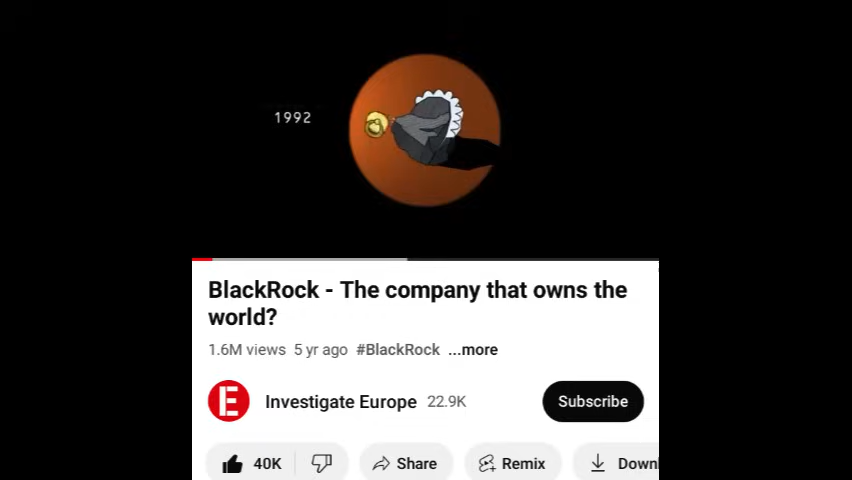 1992
BlackRock - The company that owns the
world?
1.6M views 5 yr ago #BlackRock ...more
Investigate Europe 22.9K Subscribe
40K Share Remix Downl